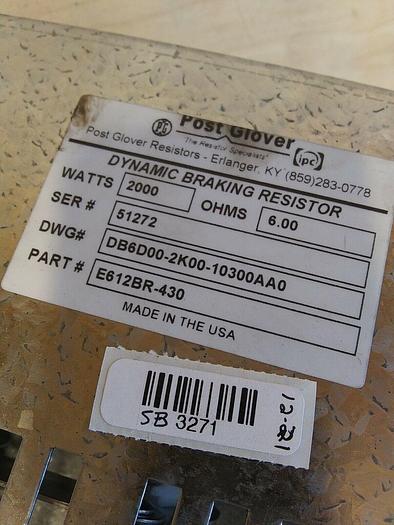 PG Post Glover
"The Resistor Specialists" ipc
Post Glover Resistors - Erlanger, KY (859)283-0778
DYNAMIC BRAKING RESISTOR
WATTS 2000 OHMS 6.00
SER # 51272
DWG# DB6D00-2K00-10300AA0
PART # E612BR-430
MADE IN THE USA
SB 3271